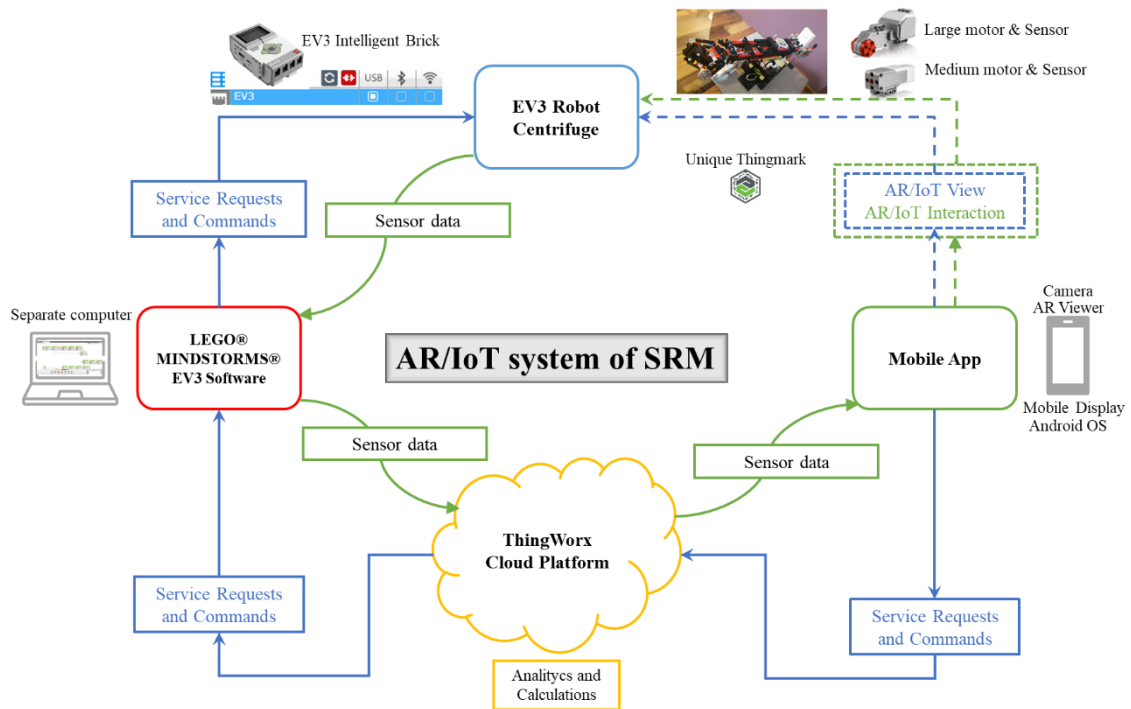 EV3 Intelligent Brick
USB
EV3
Large motor & Sensor
Medium motor & Sensor
EV3 Robot
Centrifuge
Unique Thingmark
Service Requests
and Commands
Sensor data
AR/IoT View
AR/IoT Interaction
Separate computer
LEGO®
MINDSTORMS®
EV3 Software
AR/IoT system of SRM
Mobile App
Camera
AR Viewer
Mobile Display
Android OS
Sensor data
Sensor data
ThingWorx
Cloud Platform
Service Requests
and Commands
Service Requests
and Commands
Analitycs and
Calculations